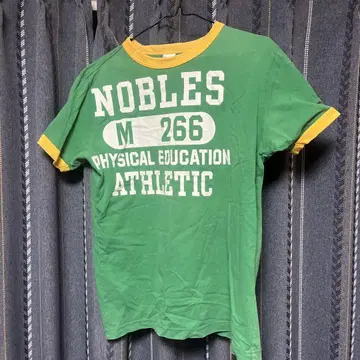 NOBLES
M 266
PHYSICAL EDUCATION
ATHLETIC